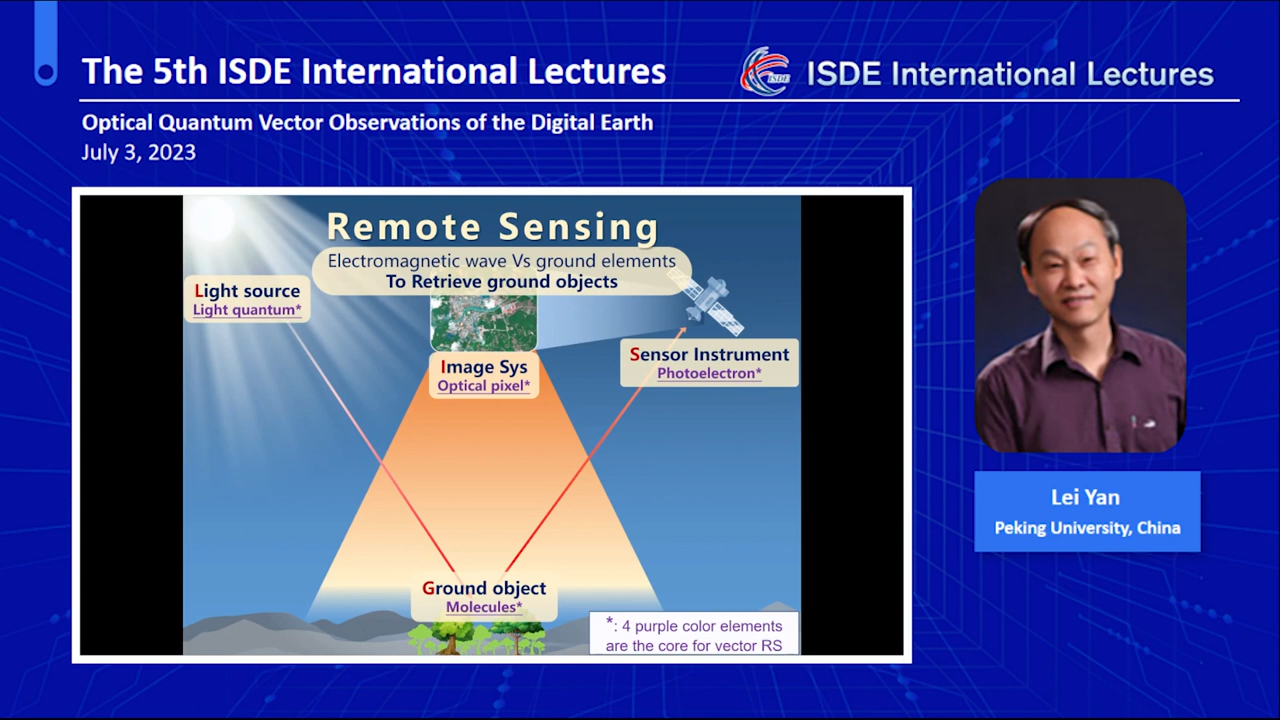 The 5th ISDE International Lectures
ISDE
ISDE International Lectures
Optical Quantum Vector Observations of the Digital Earth
July 3, 2023
Remote Sensing
Electromagnetic wave Vs ground elements
To Retrieve ground objects
Light source
Light quantum*
Image Sys
Optical pixel*
Sensor Instrument
Photoelectron*
Ground object
Molecules*
*: 4 purple color elements
are the core for vector RS
Lei Yan
Peking University, China